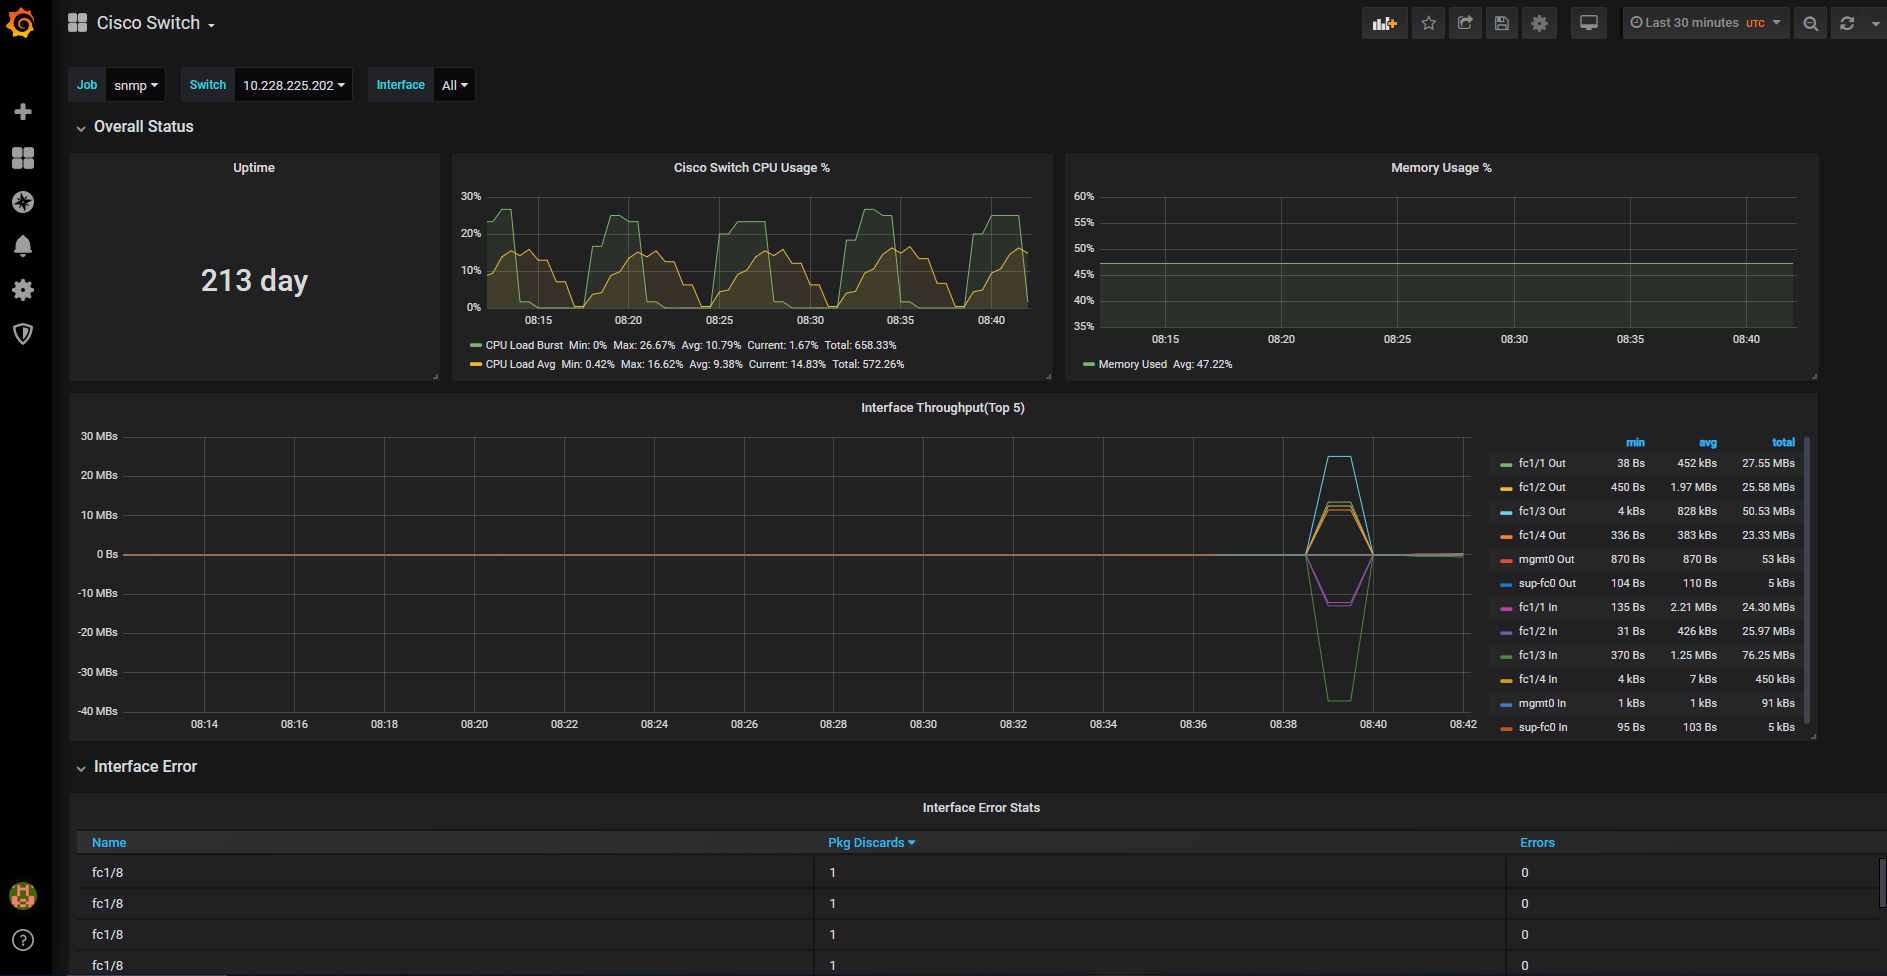 Cisco Switch
Last 30 minutes UTC
Job snmp Switch 10.228.225.202 Interface All
Overall Status
Uptime
213 day
Cisco Switch CPU Usage %
30%
20%
10%
0%
08:15 08:20 08:25 08:30 08:35 08:40
CPU Load Burst Min: 0% Max: 26.67% Avg: 10.79% Current: 1.67% Total: 658.33%
CPU Load Avg Min: 0.42% Max: 16.62% Avg: 9.38% Current: 14.83% Total: 572.26%
Memory Usage %
60%
55%
50%
45%
40%
35%
08:15 08:20 08:25 08:30 08:35 08:40
Memory Used Avg: 47.22%
Interface Throughput(Top 5)
30 MBs
20 MBs
10 MBs
0 Bs
-10 MBs
-20 MBs
-30 MBs
-40 MBs
08:14 08:16 08:18 08:20 08:22 08:24 08:26 08:28 08:30 08:32 08:34 08:36 08:38 08:40 08:42
min avg total
fc1/1 Out 38 Bs 452 kBs 27.55 MBs
fc1/2 Out 450 Bs 1.97 MBs 25.58 MBs
fc1/3 Out 4 kBs 828 kBs 50.53 MBs
fc1/4 Out 336 Bs 383 kBs 23.33 MBs
mgmt0 Out 870 Bs 870 Bs 53 kBs
sup-fc0 Out 104 Bs 110 Bs 5 kBs
fc1/1 In 135 Bs 2.21 MBs 24.30 MBs
fc1/2 In 31 Bs 426 kBs 25.97 MBs
fc1/3 In 370 Bs 1.25 MBs 76.25 MBs
fc1/4 In 4 kBs 7 kBs 450 kBs
mgmt0 In 1 kBs 1 kBs 91 kBs
sup-fc0 In 95 Bs 103 Bs 5 kBs
Interface Error
Interface Error Stats
Name Pkg Discards Errors
fc1/8 1 0
fc1/8 1 0
fc1/8 1 0
fc1/8 1 0